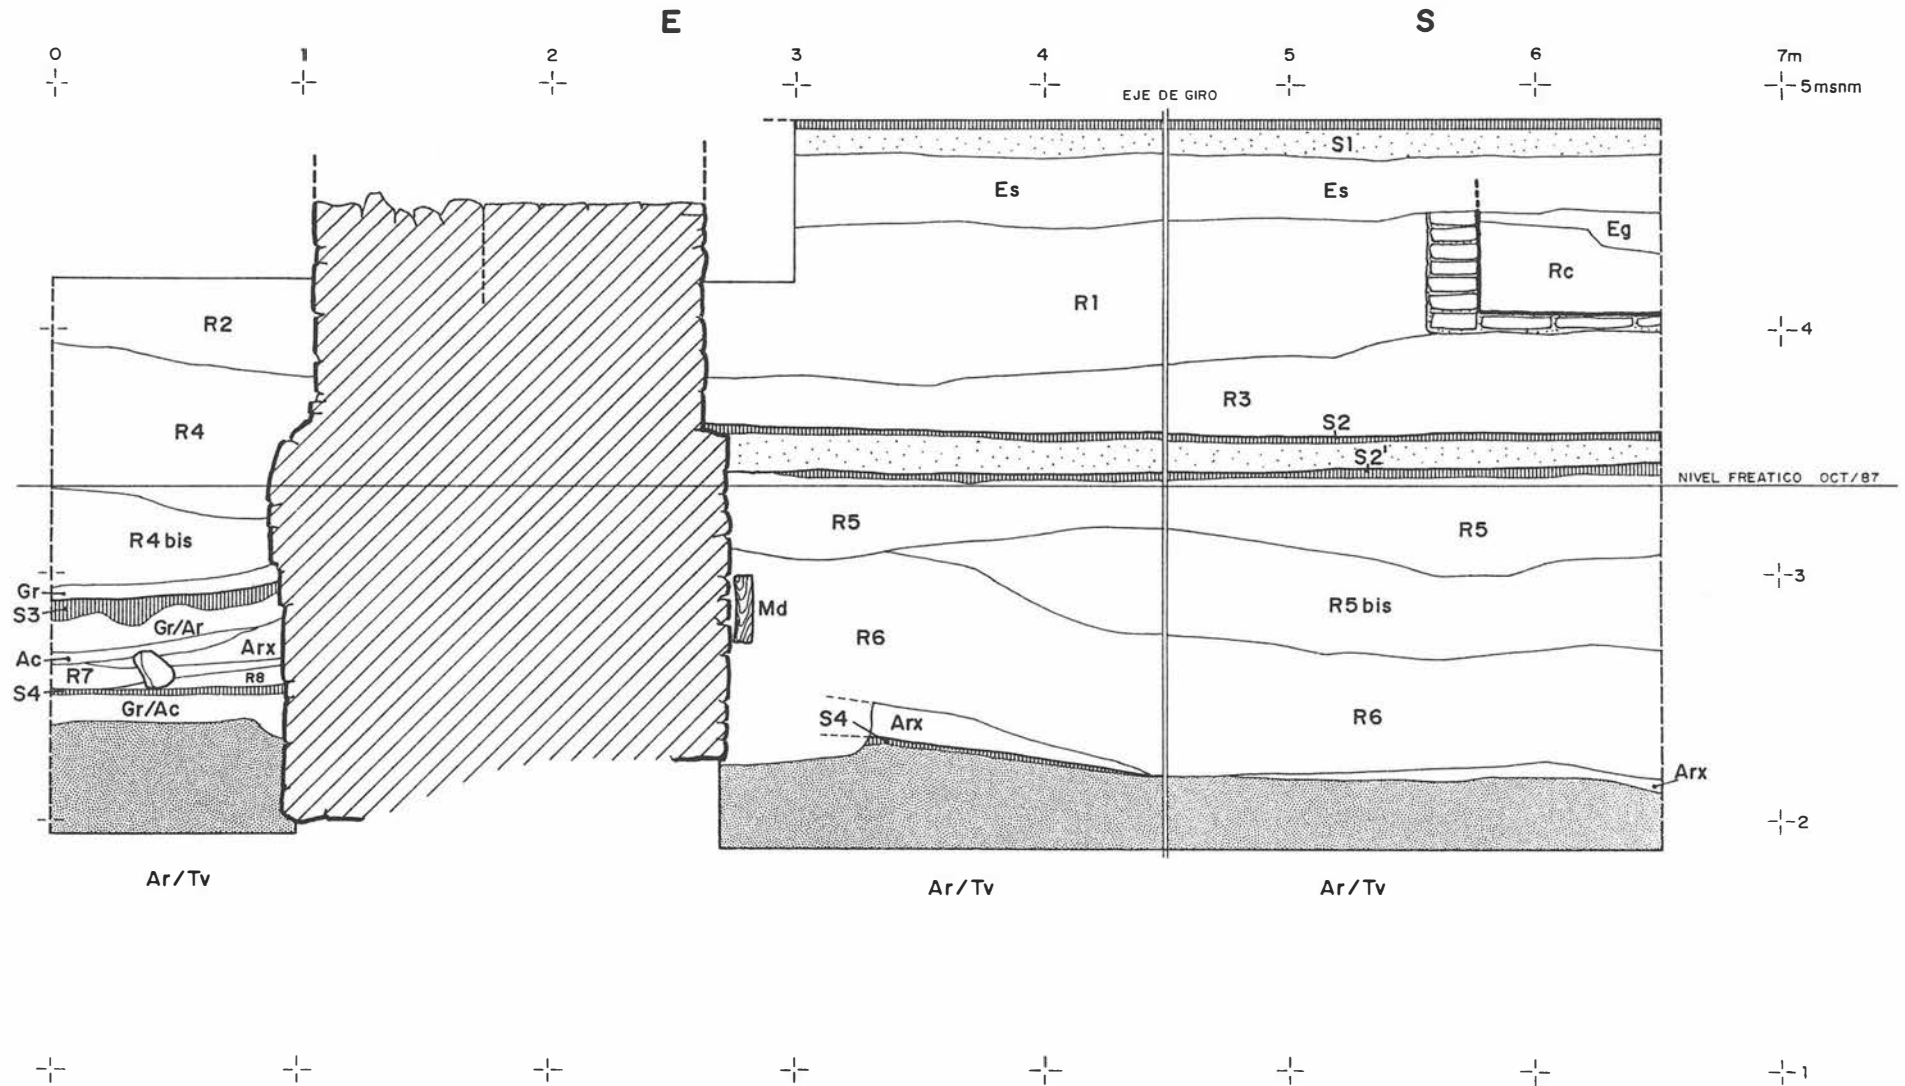 E S
0 1 2 3 4 5 6 7m
EJE DE GIRO
5 msnm
S1
Es Es
Eg
Rc
R1
R2
4
R3
S2
R4
S2'
NIVEL FREATICO OCT/87
R5 R5
R4 bis
3
Gr
S3
Md
R5 bis
Gr/Ar
R6
Arx
Ac
R7
R8
S4
Gr/Ac
S4
Arx
R6
Arx
2
Ar/Tv
Ar/Tv Ar/Tv
1